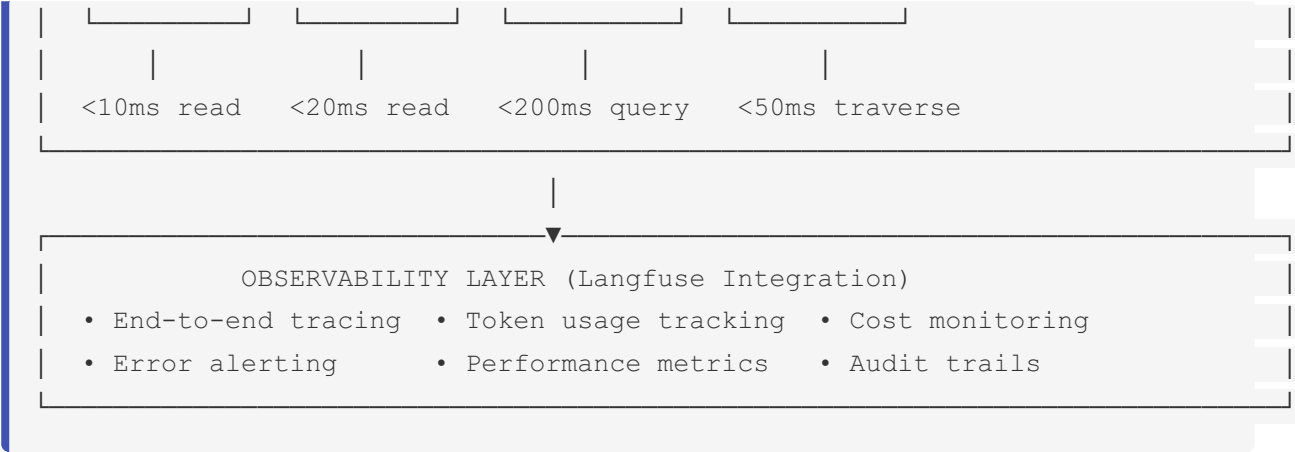 <10ms read <20ms read <200ms query <50ms traverse
OBSERVABILITY LAYER (Langfuse Integration)
• End-to-end tracing • Token usage tracking • Cost monitoring
• Error alerting • Performance metrics • Audit trails